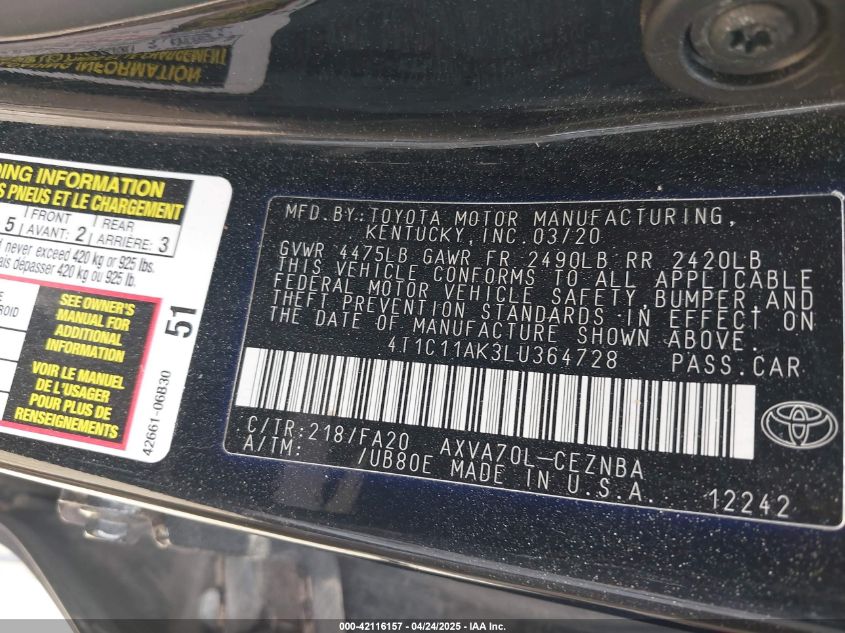 INFORMATION
DING INFORMATION
S PNEUS ET LE CHARGEMENT
5 FRONT AVANT: 2 REAR ARRIÈRE: 3
d never exceed 420 kg or 925 lbs.
ais dépasser 420 kg ou 925 lb.
SEE OWNER'S
MANUAL FOR
ADDITIONAL
INFORMATION
VOIR LE MANUEL
DE L'USAGER
POUR PLUS DE
RENSEIGNEMENTS
51
42661-06B30
MFD.BY:TOYOTA MOTOR MANUFACTURING,
KENTUCKY,INC.03/20
GVWR 4475LB GAWR FR 2490LB RR 2420LB
THIS VEHICLE CONFORMS TO ALL APPLICABLE
FEDERAL MOTOR VEHICLE SAFETY,BUMPER,AND
THEFT PREVENTION STANDARDS IN EFFECT ON
THE DATE OF MANUFACTURE SHOWN ABOVE.
4T1C11AK3LU364728 PASS.CAR
C/TR:218/FA20 AXVA70L-CEZNBA
A/TM: /UB80E MADE IN U.S.A. 12242
TOYOTA
000-42116157 - 04/24/2025 - IAA Inc.